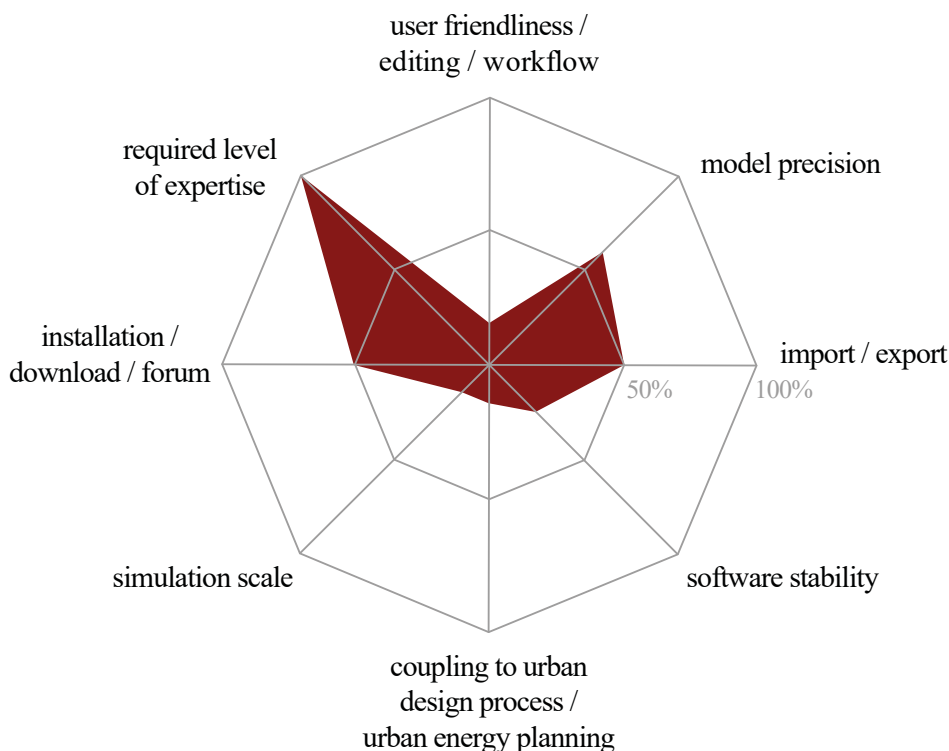 user friendliness /
editing / workflow
required level
of expertise
model precision
installation /
download / forum
import / export
50%
100%
simulation scale
software stability
coupling to urban
design process /
urban energy planning